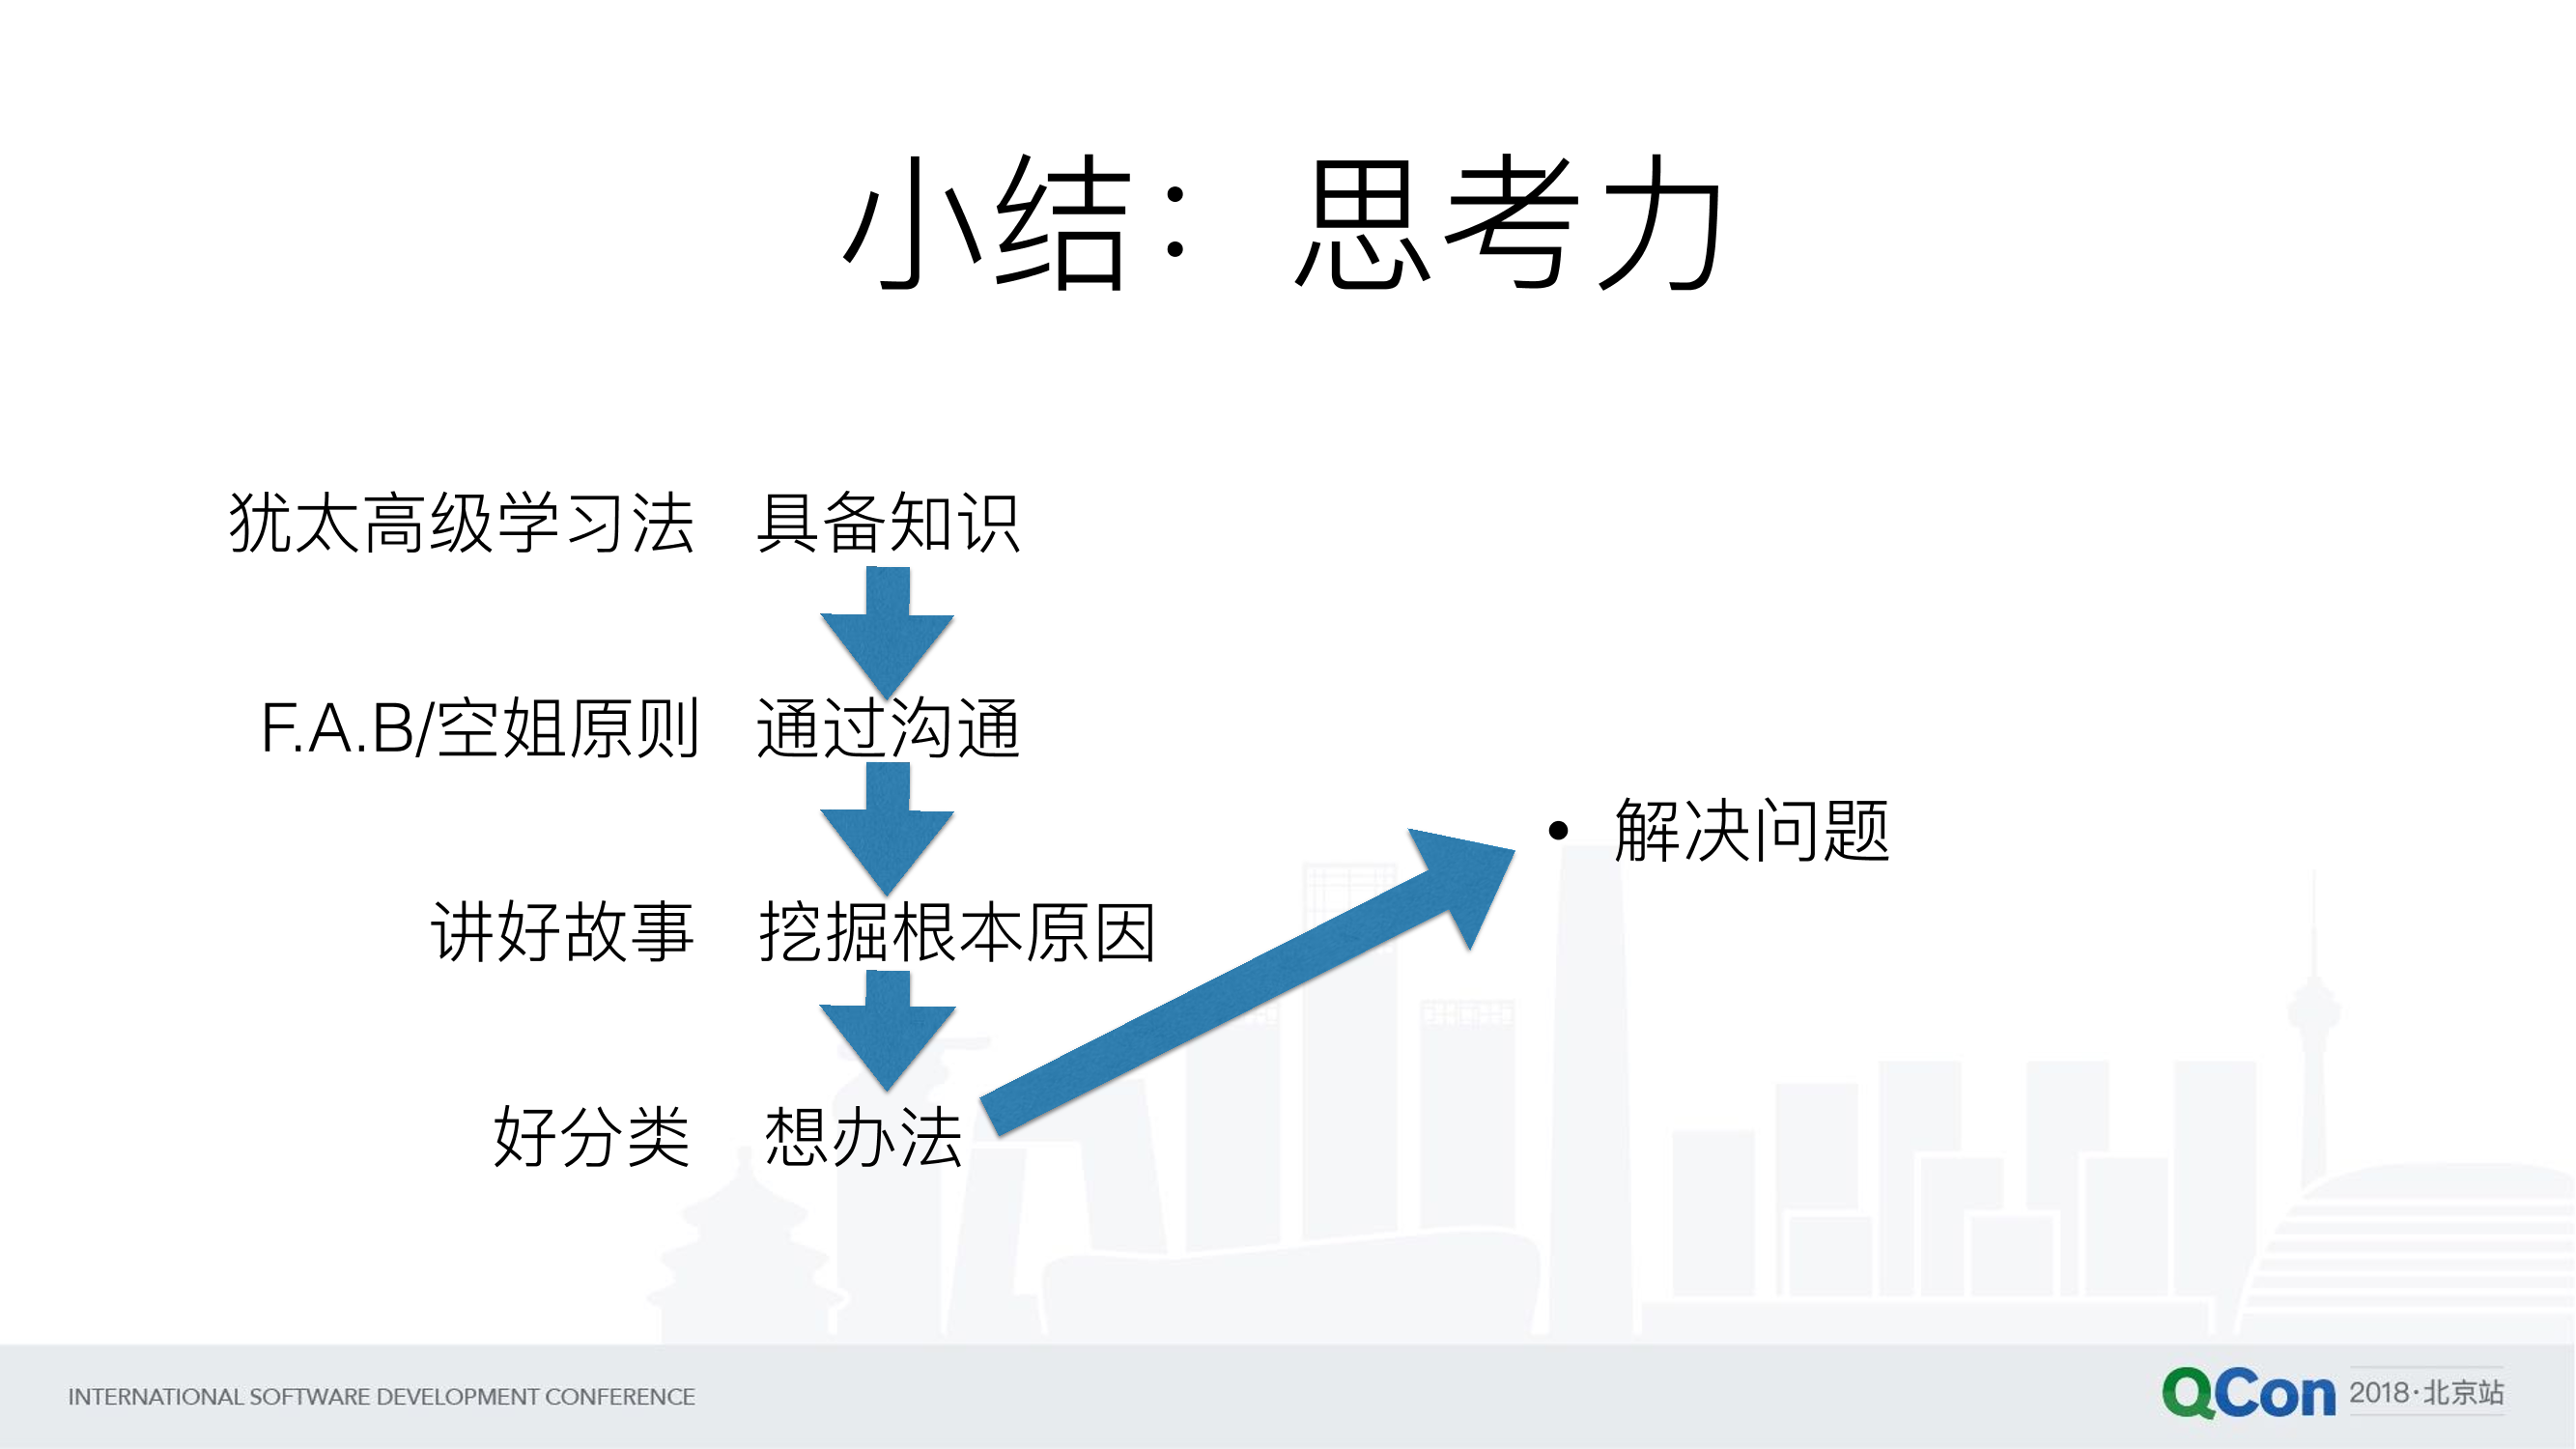 小结：思考力
犹太高级学习法 具备知识
F.A.B/空姐原则 通过沟通
讲好故事 挖掘根本原因
好分类 想办法
• 解决问题
INTERNATIONAL SOFTWARE DEVELOPMENT CONFERENCE
QCon 2018·北京站